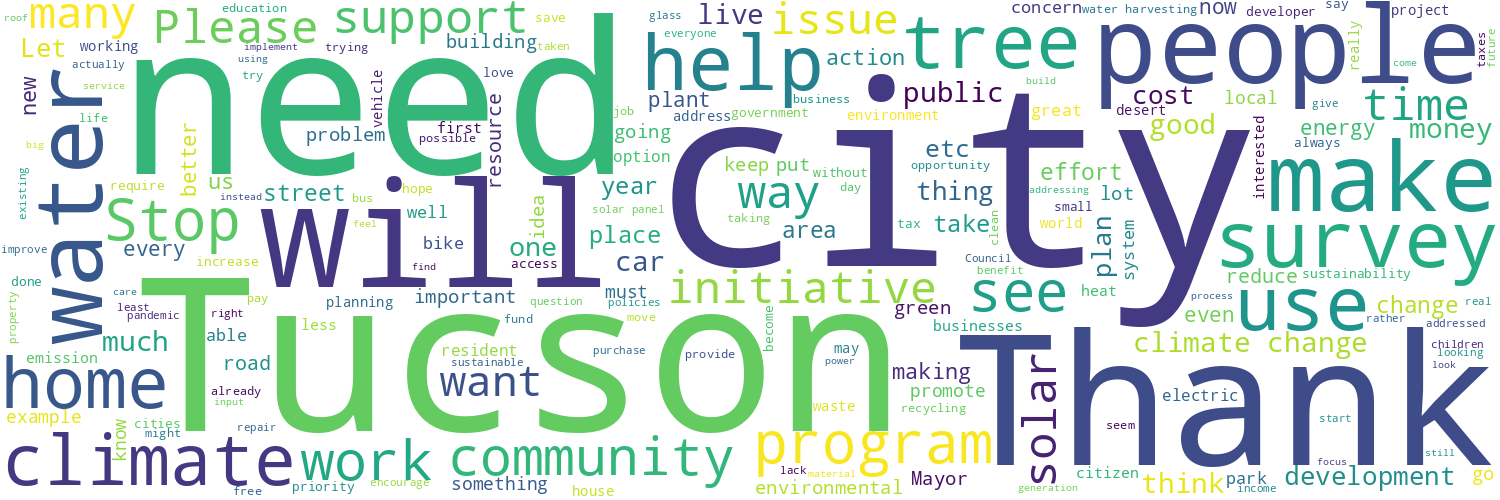 roof
many
education
Please
support
glass
everyone
live
issue
concern
water harvesting
now
developer
say
project
Let
working
actually
implement
using
trying
save
taken
building
need
help
action
tree
people
really
taxes
future
new
water
service
try
life
big
love
vehicle
job
plant
business
government
address
public
environment
great
build
cost
desert
local
give
come
time
better
problem
first
possible
resource
going
option
keep
put
without
day
etc
opportunity
good
effort
energy
always
money
interested
existing
require
us
street
instead
bus
feel
hope
well
idea
year
solar panel
way
taking
thing
addressing
small
world
lot
make
Stop
will
city
improve
every
increase
bike
find
one
access
place
car
area
tax
take
clean
Council
benefit
plan
system
survey
done
care
pay
planning
important
question
must
policies
initiative
see
heat
reduce
sustainability
property
least
pandemic
right
less
fund
move
become
green
businesses
even
process
use
change
rather
real
addressed
much
able
Tucson
Thank
climate change
children
looking
look
emission
road
resident
sustainable
purchase
provide
may
power
home
already
input
want
making
promote
recycling
solar
electric
example
cities
might
know
repair
waste
seem
start
focus
still
climate
work
community
program
lack
material
Mayor
environmental
citizen
think
park
income
development
go
free
priority
encourage
something
house
generation